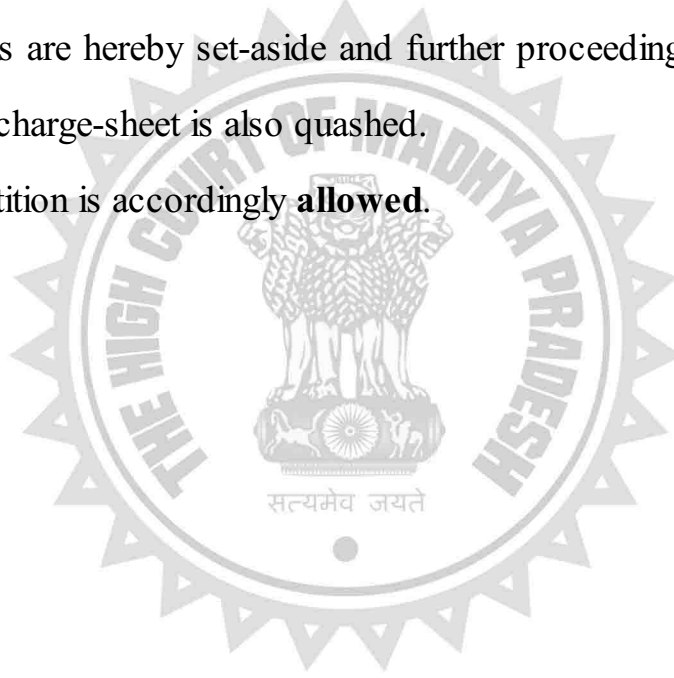 s are hereby set-aside and further proceeding
charge-sheet is also quashed.
tition is accordingly allowed.
THE HIGH COURT OF MADHYA PRADESH
सत्यमेव जयते